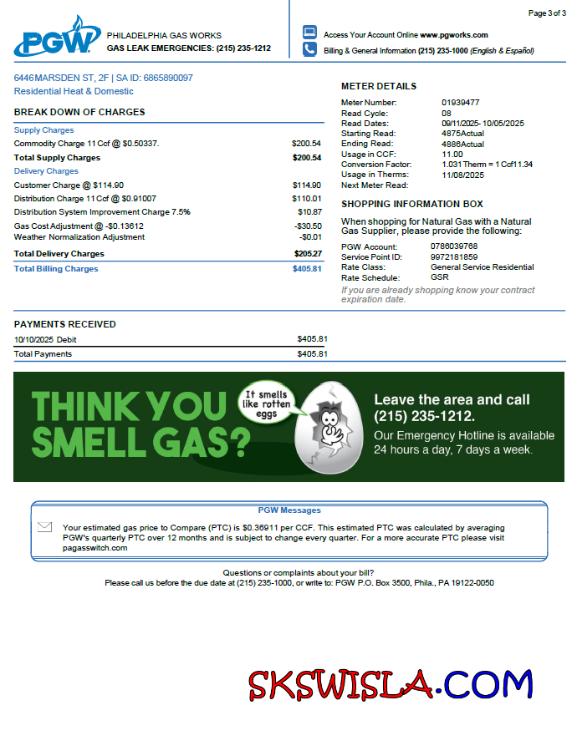 Page 3 of 3
PGW
PHILADELPHIA GAS WORKS
GAS LEAK EMERGENCIES: (215) 235-1212
Access Your Account Online www.pgworks.com
Billing & General Information (215) 235-1000 (English & Español)
6446MARSDEN ST, 2F | SA ID: 6865890097
Residential Heat & Domestic
BREAK DOWN OF CHARGES
Supply Charges
Commodity Charge 11 Ccf @ $0.50337. $200.54
Total Supply Charges $200.54
Delivery Charges
Customer Charge @ $114.90 $114.90
Distribution Charge 11 Ccf @ $0.91007 $110.01
Distribution System Improvement Charge 7.5% $10.87
Gas Cost Adjustment @ -$0.13612 -$30.50
Weather Normalization Adjustment -$0.01
Total Delivery Charges $205.27
Total Billing Charges $405.81
METER DETAILS
Meter Number: 01939477
Read Cycle: 08
Read Dates: 09/11/2025- 10/05/2025
Starting Read: 4875Actual
Ending Read: 4886Actual
Usage in CCF: 11.00
Conversion Factor: 1.031 Therm = 1 Ccf11.34
Usage in Therms: 11/08/2025
Next Meter Read:
SHOPPING INFORMATION BOX
When shopping for Natural Gas with a Natural
Gas Supplier, please provide the following:
PGW Account: 0786039768
Service Point ID: 9972181859
Rate Class: General Service Residential
Rate Schedule: GSR
If you are already shopping know your contract
expiration date.
PAYMENTS RECEIVED
10/10/2025 Debit $405.81
Total Payments $405.81
THINK YOU
SMELL GAS?
It smells
like rotten
eggs
Leave the area and call
(215) 235-1212.
Our Emergency Hotline is available
24 hours a day, 7 days a week.
PGW Messages
Your estimated gas price to Compare (PTC) is $0.36911 per CCF. This estimated PTC was calculated by averaging
PGW's quarterly PTC over 12 months and is subject to change every quarter. For a more accurate PTC please visit
pagasswitch.com
Questions or complaints about your bill?
Please call us before the due date at (215) 235-1000, or write to: PGW P.O. Box 3500, Phila., PA 19122-0050
SKSWISLA.COM